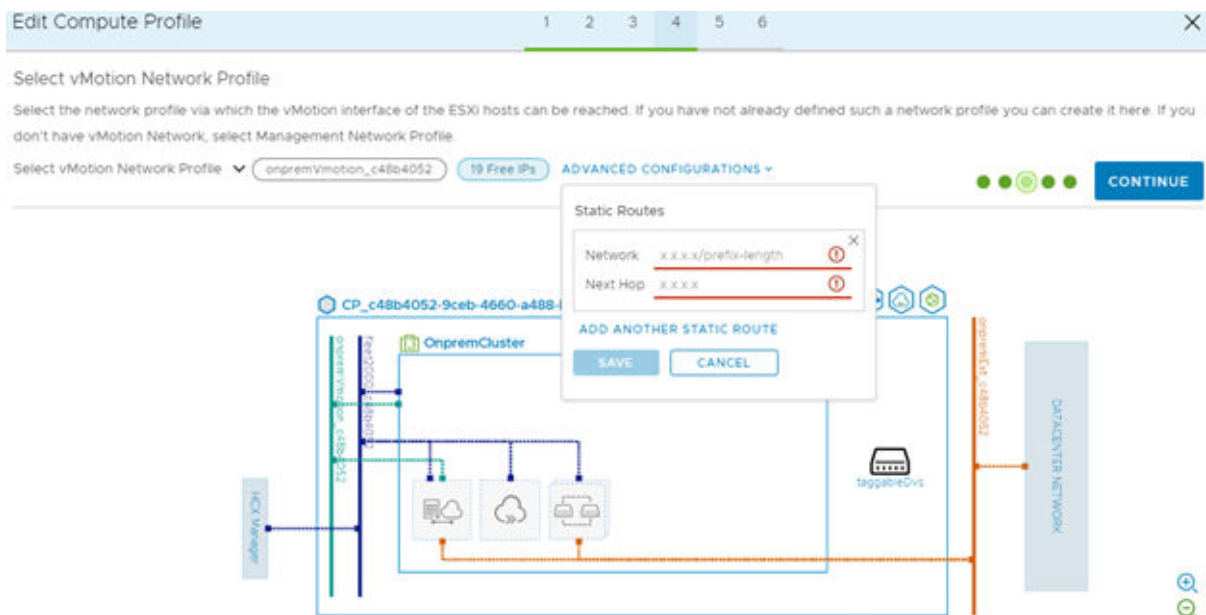 Edit Compute Profile
1 2 3 4 5 6
Select vMotion Network Profile
Select the network profile via which the vMotion interface of the ESXi hosts can be reached. If you have not already defined such a network profile you can create it here. If you
don't have vMotion Network, select Management Network Profile.
Select vMotion Network Profile onpremVmotion_c48b4052 19 Free IPs ADVANCED CONFIGURATIONS
CONTINUE
Static Routes
Network x.x.x.x/prefix-length
Next Hop x.x.x.x
ADD ANOTHER STATIC ROUTE
SAVE CANCEL
CP_c48b4052-9ceb-4660-a488-
OnpremCluster
onpremVmotion_c48b4052
onpremExt_c48b4052
taggableDvs
HCX Manager
DATACENTER NETWORK